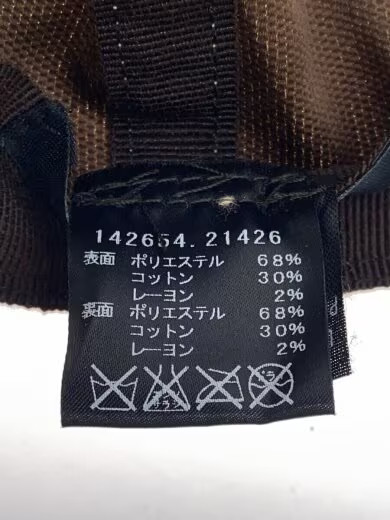 142654.21426
表面 ポリエステル 68%
コットン 30%
レーヨン 2%
裏面 ポリエステル 68%
コットン 30%
レーヨン 2%